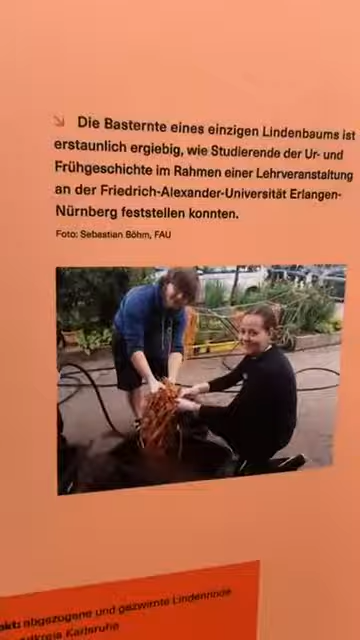 Die Basternte eines einzigen Lindenbaums ist
erstaunlich ergiebig, wie Studierende der Ur- und
Frühgeschichte im Rahmen einer Lehrveranstaltung
an der Friedrich-Alexander-Universität Erlangen-
Nürnberg feststellen konnten.
Foto: Sebastian Böhm, FAU
abgezogene und gezwirnte Lindenrinde
Karlsruhe